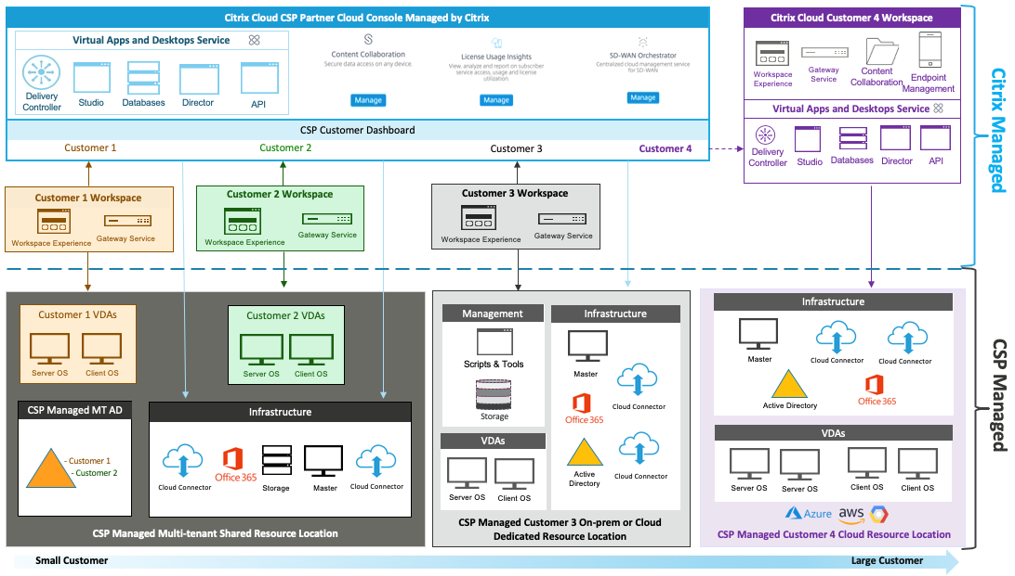 Citrix Cloud CSP Partner Cloud Console Managed by Citrix
Virtual Apps and Desktops Service
Delivery
Controller
Studio
Databases
Director
API
Content Collaboration
Secure data access on any device.
Manage
License Usage Insights
View, analyze and report on subscriber
service access, usage and license
utilization
Manage
SD-WAN Orchestrator
Centralized cloud management service
for SD-WAN
Manage
CSP Customer Dashboard
Customer 1
Customer 2
Customer 3
Customer 4
Citrix Cloud Customer 4 Workspace
Workspace
Experience
Gateway
Service
Content
Collaboration
Endpoint
Management
Virtual Apps and Desktops Service
Delivery
Controller
Studio
Databases
Director
API
Citrix Managed
Customer 1 Workspace
Workspace Experience
Gateway Service
Customer 2 Workspace
Workspace Experience
Gateway Service
Customer 3 Workspace
Workspace Experience
Gateway Service
CSP Managed
Customer 1 VDAs
Server OS
Client OS
Customer 2 VDAs
Server OS
Client OS
CSP Managed MT AD
- Customer 1
- Customer 2
Infrastructure
Cloud Connector
Office 365
Storage
Master
Cloud Connector
CSP Managed Multi-tenant Shared Resource Location
Management
Scripts & Tools
Storage
VDAs
Server OS
Client OS
Infrastructure
Master
Cloud Connector
Office 365
Active
Directory
Cloud Connector
CSP Managed Customer 3 On-prem or Cloud
Dedicated Resource Location
Infrastructure
Master
Cloud Connector
Cloud Connector
Active Directory
Office 365
VDAs
Server OS
Server OS
Client OS
Client OS
Azure
aws
CSP Managed Customer 4 Cloud Resource Location
Small Customer
Large Customer